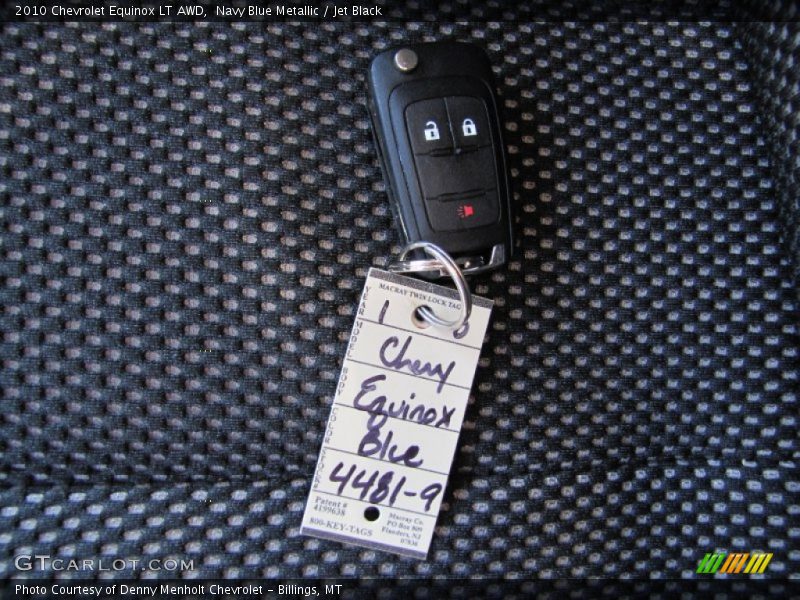 2010 Chevrolet Equinox LT AWD, Navy Blue Metallic / Jet Black
MACRAY TWIN LOCK TAG
YEAR 1 0
MODEL Chevy
BODY Equinox
COLOR Blue
STOCK# 4481-9
Patent #
4199638
800-KEY-TAGS
Macray Co.
PO Box 809
Flanders, NJ
07836
GTCARLOT.COM
Photo Courtesy of Denny Menholt Chevrolet – Billings, MT